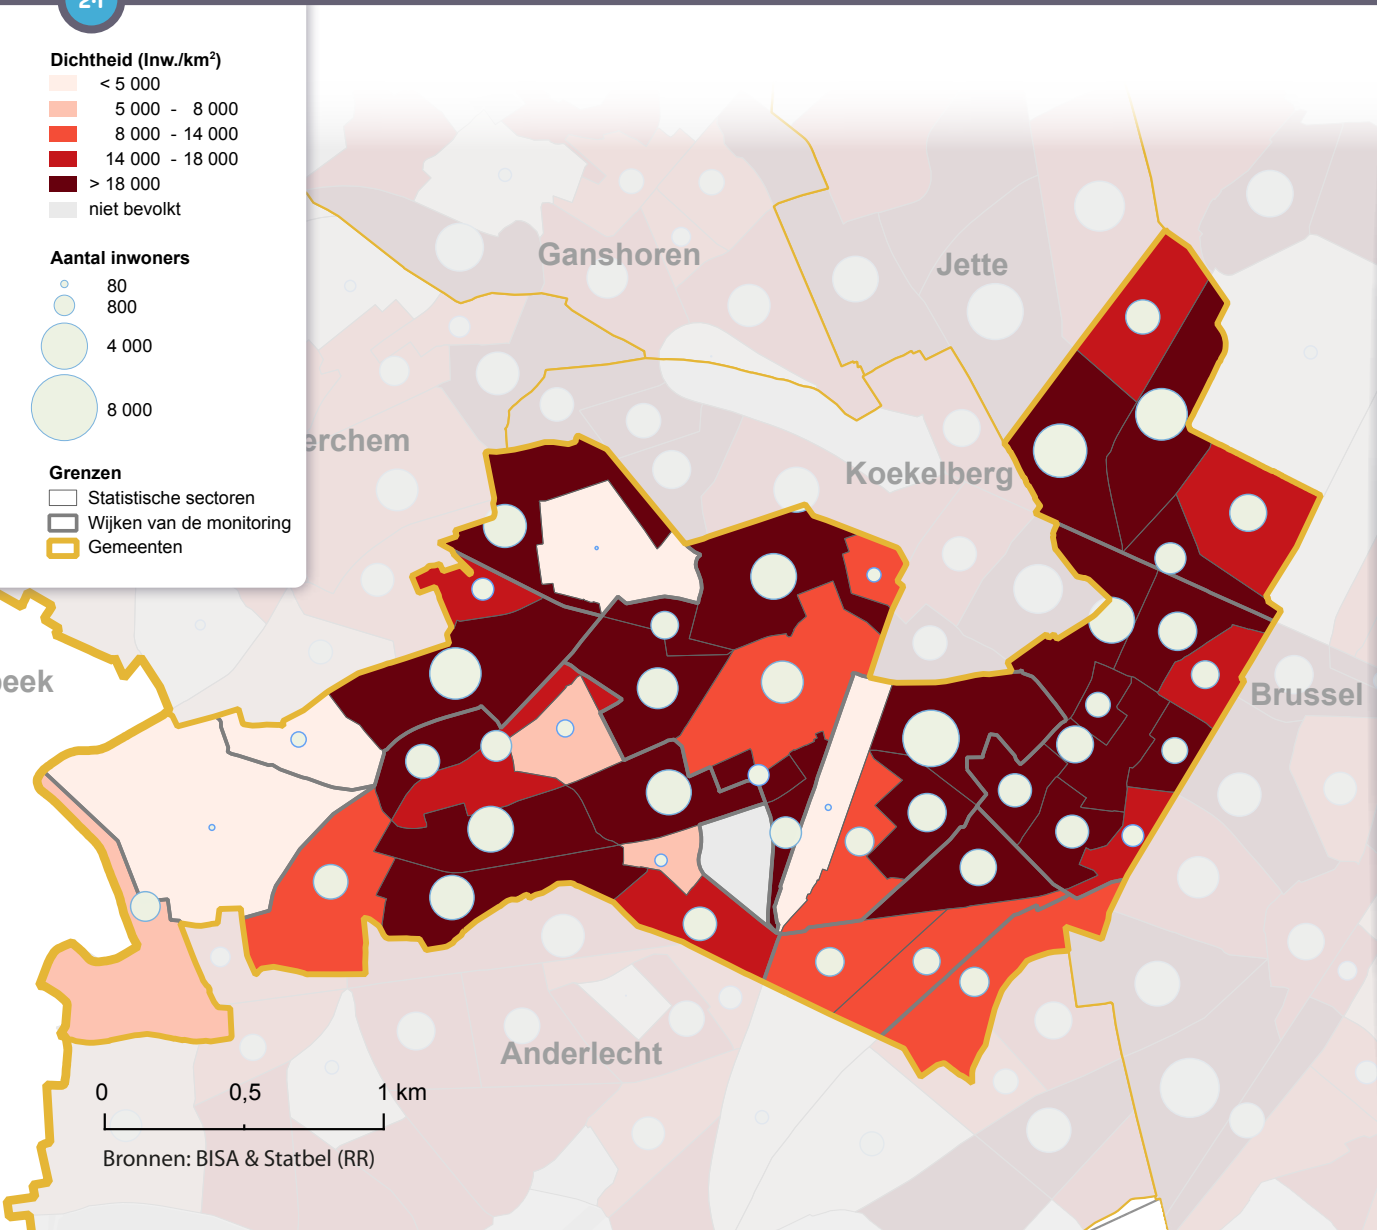 Dichtheid (Inw./km²)
< 5 000
5 000 - 8 000
8 000 - 14 000
14 000 - 18 000
> 18 000
niet bevolkt
Aantal inwoners
80
800
4 000
8 000
Grenzen
Statistische sectoren
Wijken van de monitoring
Gemeenten
Ganshoren
Jette
erchem
Koekelberg
eek
Brussel
Anderlecht
0 0,5 1 km
Bronnen: BISA & Statbel (RR)